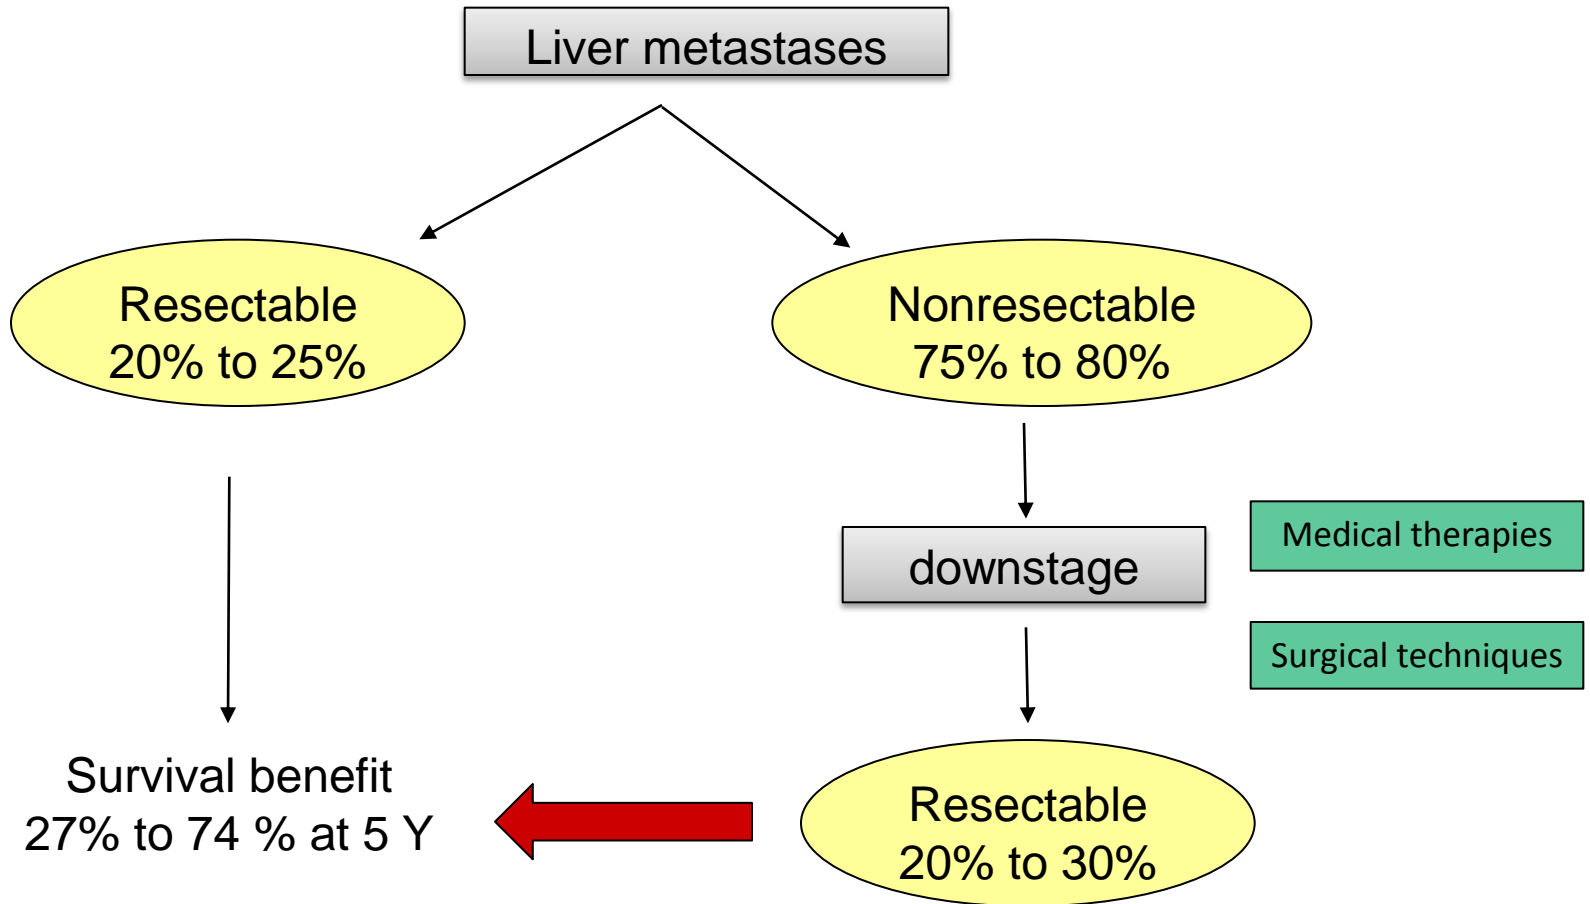 Liver metastases
Resectable
20% to 25%
Nonresectable
75% to 80%
downstage
Medical therapies
Surgical techniques
Survival benefit
27% to 74 % at 5 Y
Resectable
20% to 30%